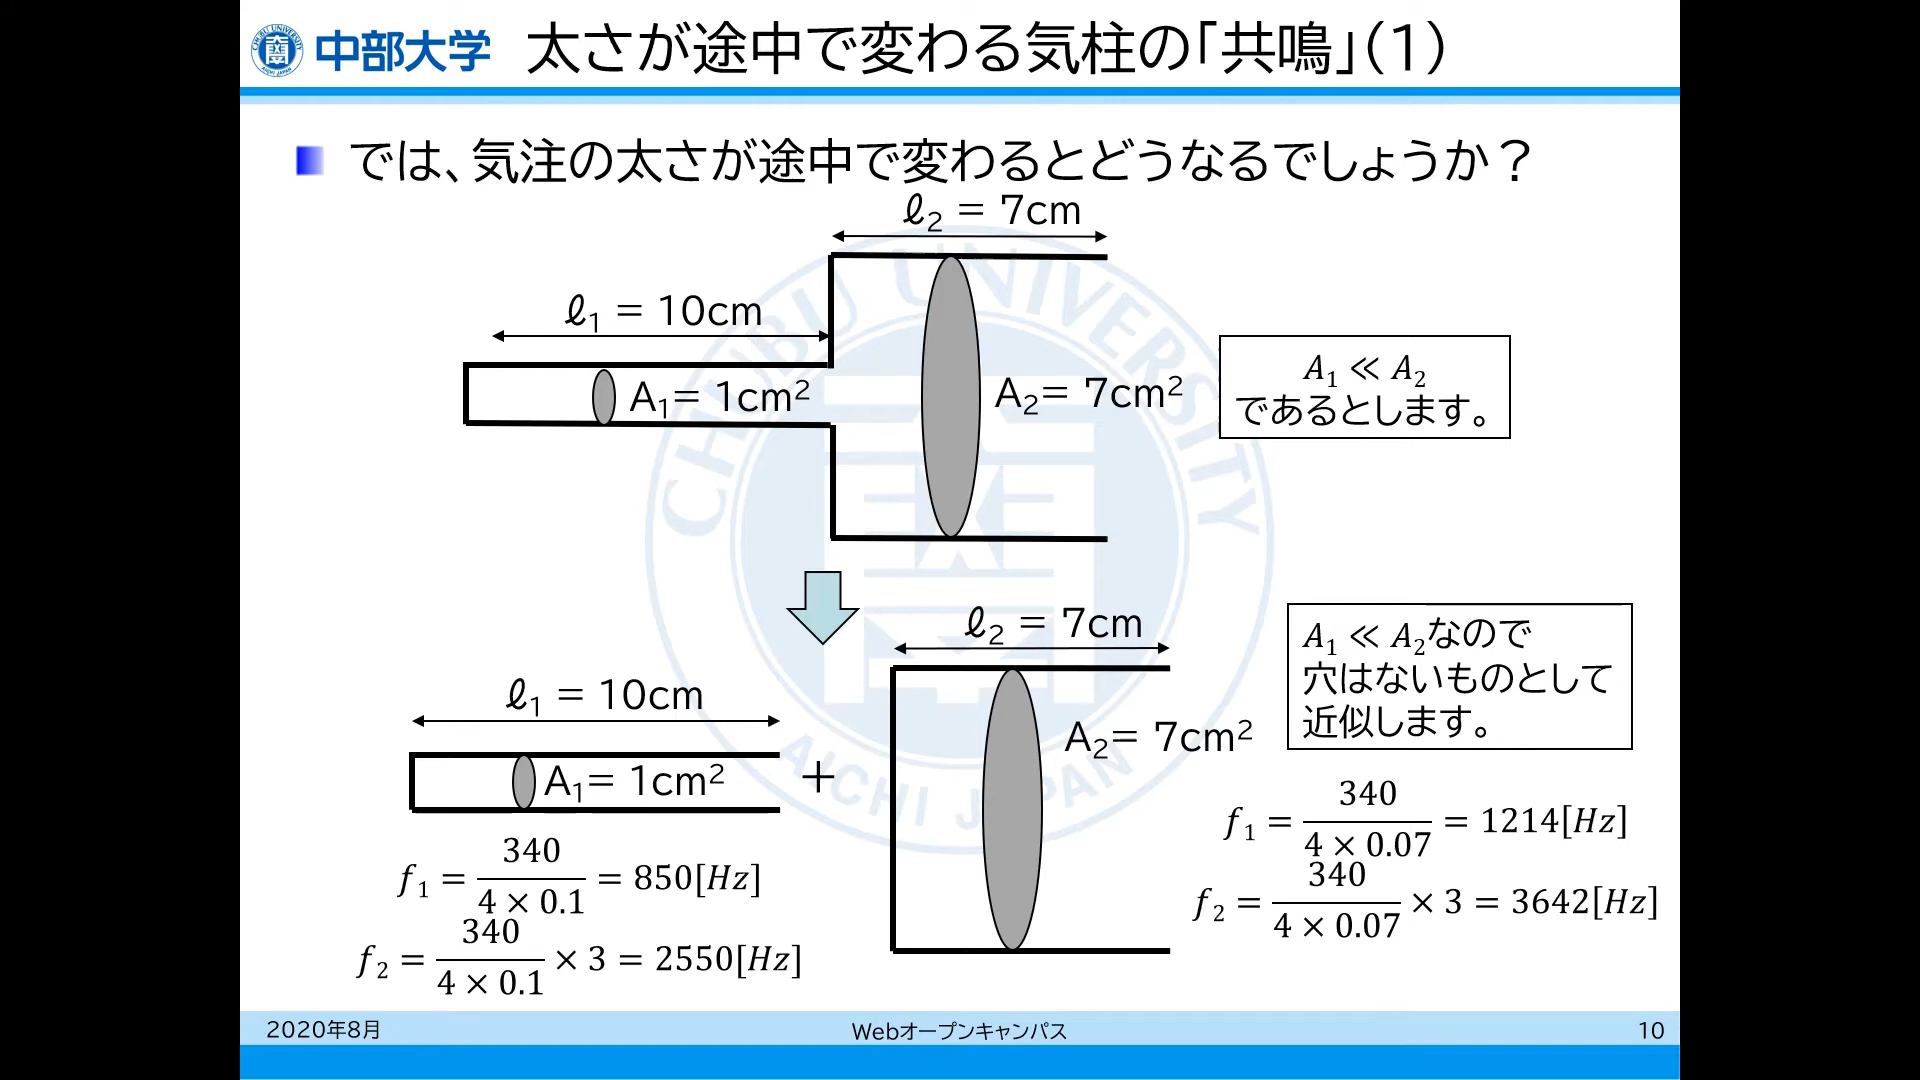 中部大学 太さが途中で変わる気柱の「共鳴」(1)
では、気注の太さが途中で変わるとどうなるでしょうか？
ℓ2 = 7cm
ℓ1 = 10cm
A1= 1cm²
A2= 7cm²
A1 ≪ A2
であるとします。
ℓ2 = 7cm
ℓ1 = 10cm
A1= 1cm²
+
A2= 7cm²
A1 ≪ A2なので
穴はないものとして
近似します。
f1 = 340 / (4 × 0.1) = 850[Hz]
f2 = 340 / (4 × 0.1) × 3 = 2550[Hz]
f1 = 340 / (4 × 0.07) = 1214[Hz]
f2 = 340 / (4 × 0.07) × 3 = 3642[Hz]
CHUBU UNIVERSITY
AICHI JAPAN
2020年8月
Webオープンキャンパス
10